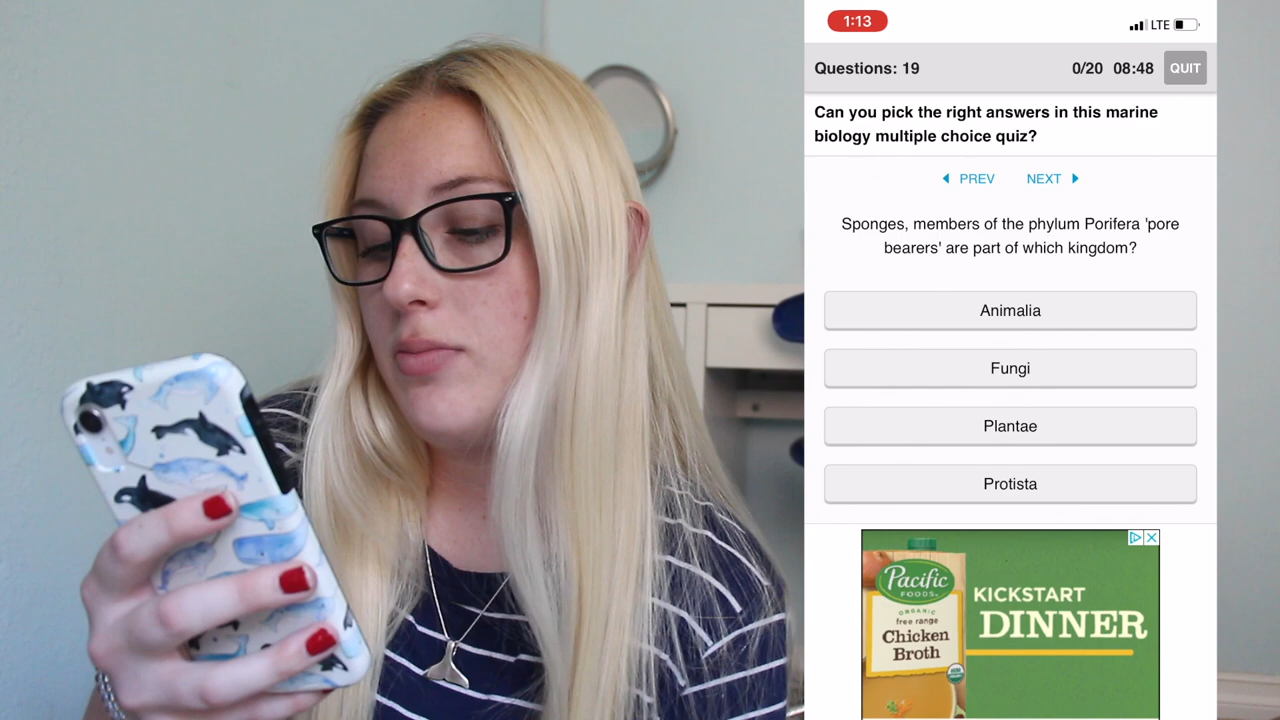 1:13
LTE
Questions: 19
0/20 08:48 QUIT
Can you pick the right answers in this marine
biology multiple choice quiz?
PREV NEXT
Sponges, members of the phylum Porifera 'pore
bearers' are part of which kingdom?
Animalia
Fungi
Plantae
Protista
Pacific
FOODS
ORGANIC
free range
Chicken
Broth
KICKSTART
DINNER